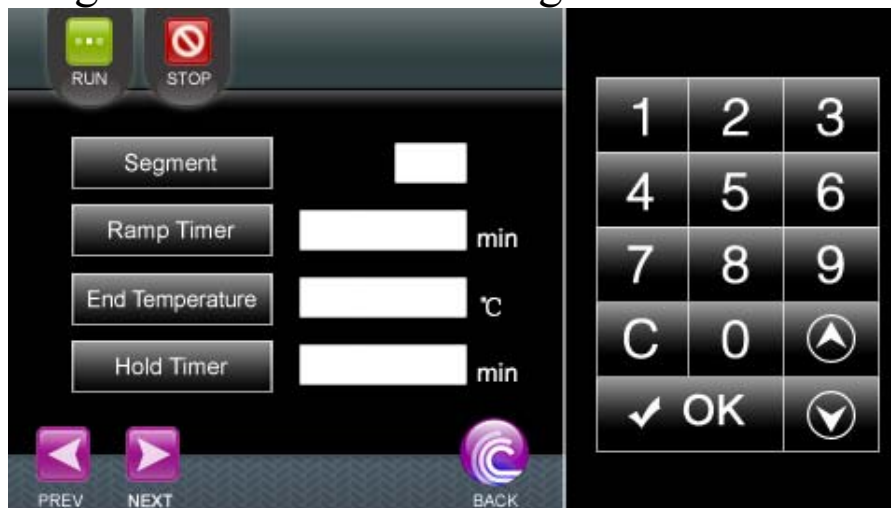 RUN STOP
Segment
Ramp Timer min
End Temperature ℃
Hold Timer min
PREV NEXT BACK
1 2 3
4 5 6
7 8 9
C 0
OK